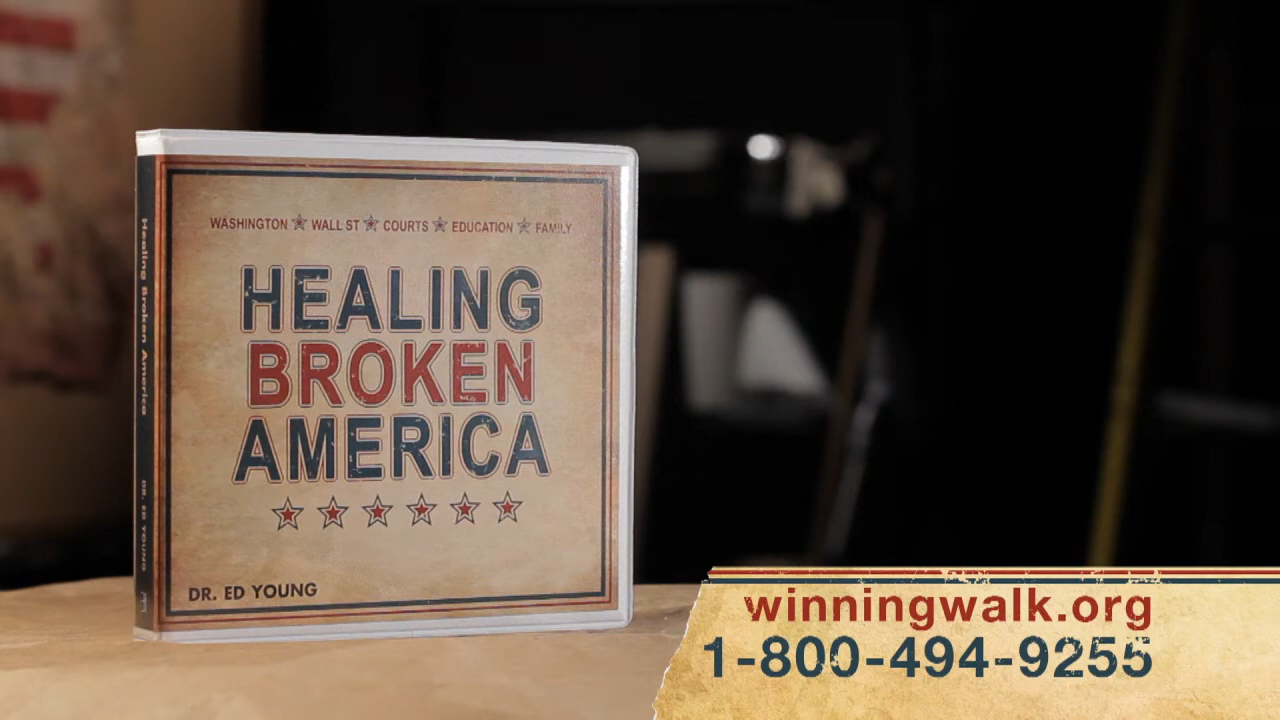 WASHINGTON ★ WALL ST ★ COURTS ★ EDUCATION ★ FAMILY
HEALING
BROKEN
AMERICA
DR. ED YOUNG
Healing Broken America
DR. ED YOUNG
winningwalk.org
1-800-494-9255